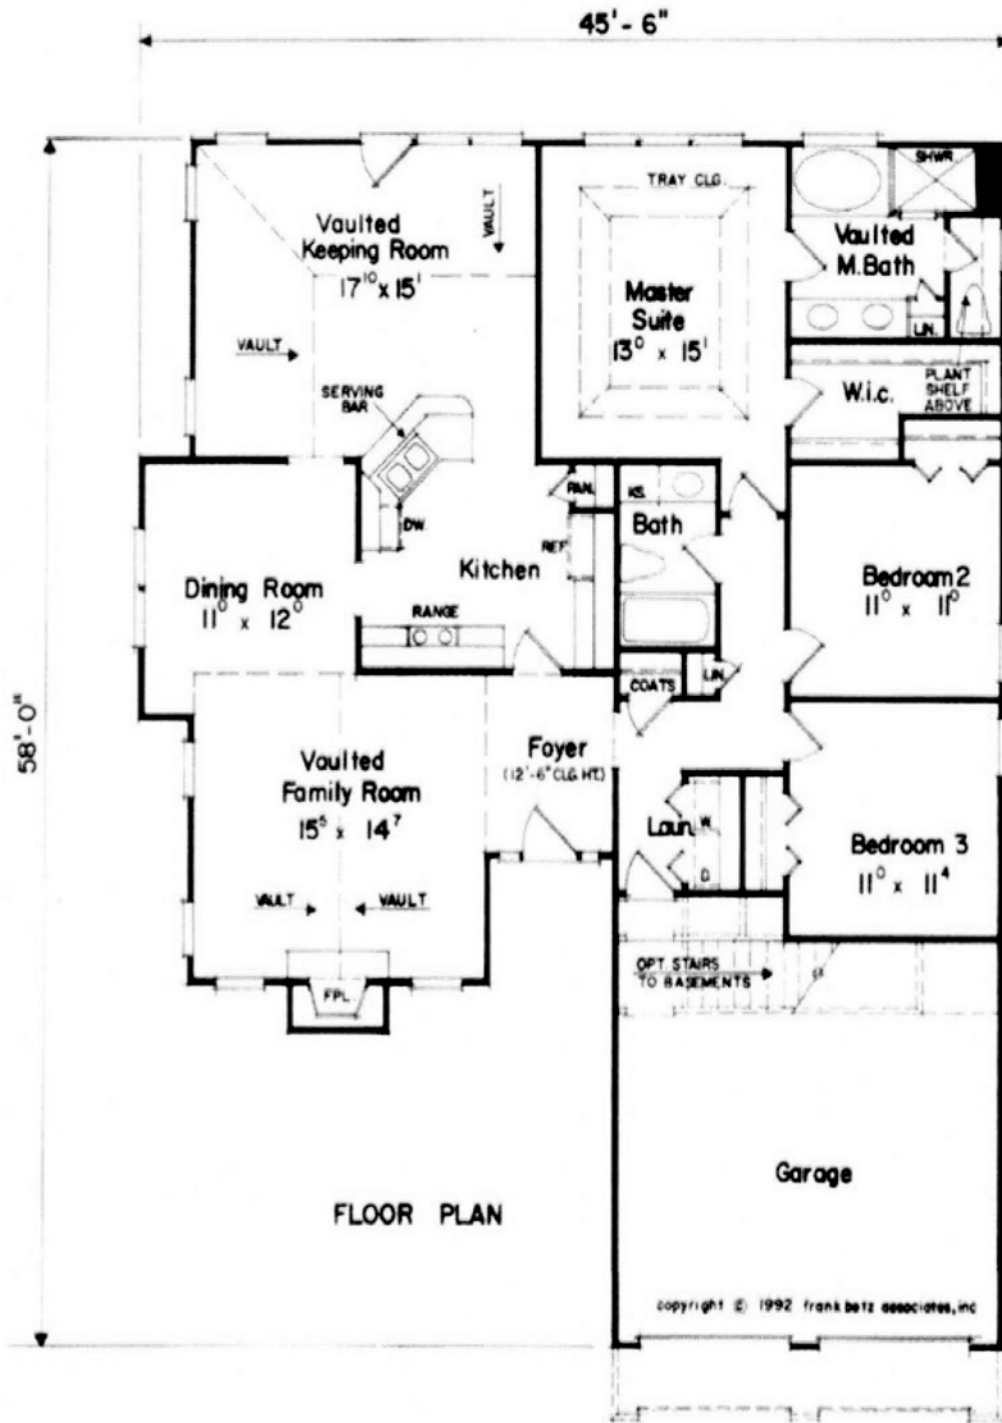 45'-6"
58'-0"
TRAY CLG.
SHWR.
Vaulted
Keeping Room
17¹⁰ x 15¹
VAULT
VAULT
Master
Suite
13⁰ x 15¹
Vaulted
M.Bath
LIN.
PLANT
SHELF
ABOVE
W.i.c.
SERVING
BAR
DW.
PAN.
REF.
KS.
Bath
Kitchen
RANGE
Dining Room
11⁰ x 12⁰
Bedroom 2
11⁰ x 11⁰
COATS
LIN.
Foyer
(12'-6" CLG. HT.)
Vaulted
Family Room
15⁶ x 14⁷
VAULT
VAULT
FPL.
Laun.
W.
D.
Bedroom 3
11⁰ x 11⁴
OPT. STAIRS
TO BASEMENTS
Garage
FLOOR PLAN
copyright © 1992 frank betz associates, inc